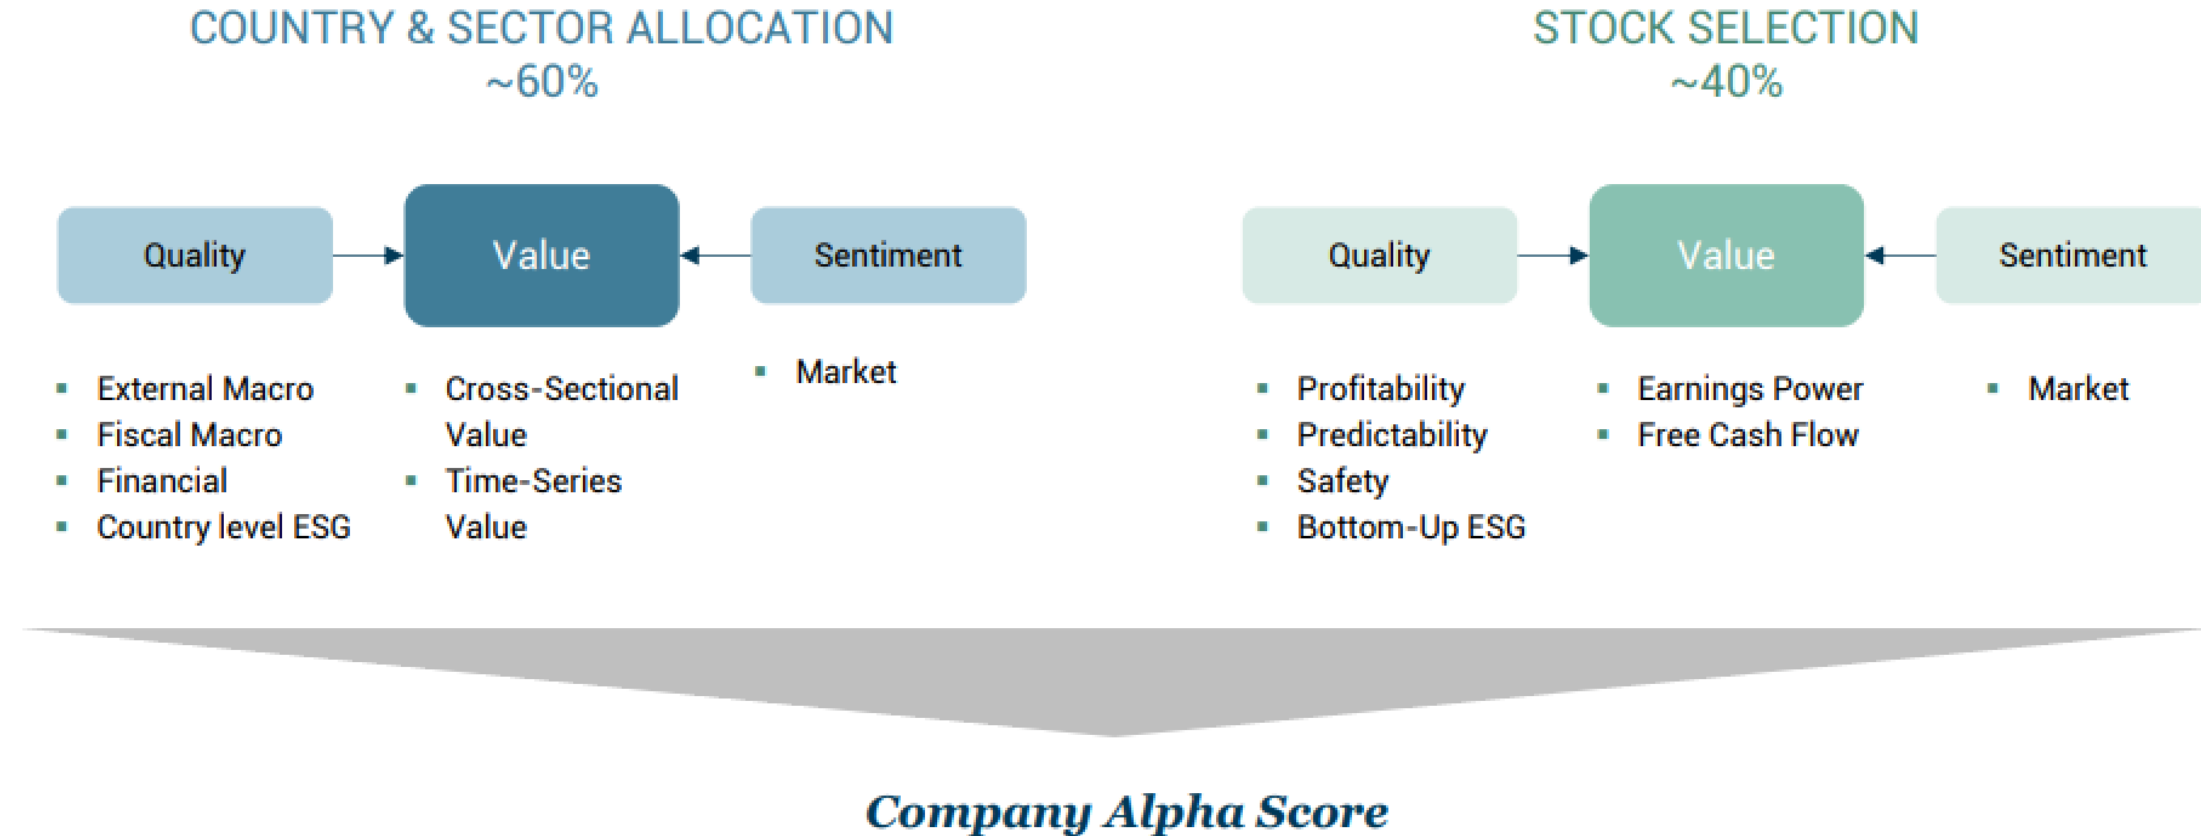 COUNTRY & SECTOR ALLOCATION
~60%
Quality
Value
Sentiment
▪ External Macro
▪ Fiscal Macro
▪ Financial
▪ Country level ESG
▪ Cross-Sectional
Value
▪ Time-Series
Value
▪ Market
STOCK SELECTION
~40%
Quality
Value
Sentiment
▪ Profitability
▪ Predictability
▪ Safety
▪ Bottom-Up ESG
▪ Earnings Power
▪ Free Cash Flow
▪ Market
Company Alpha Score